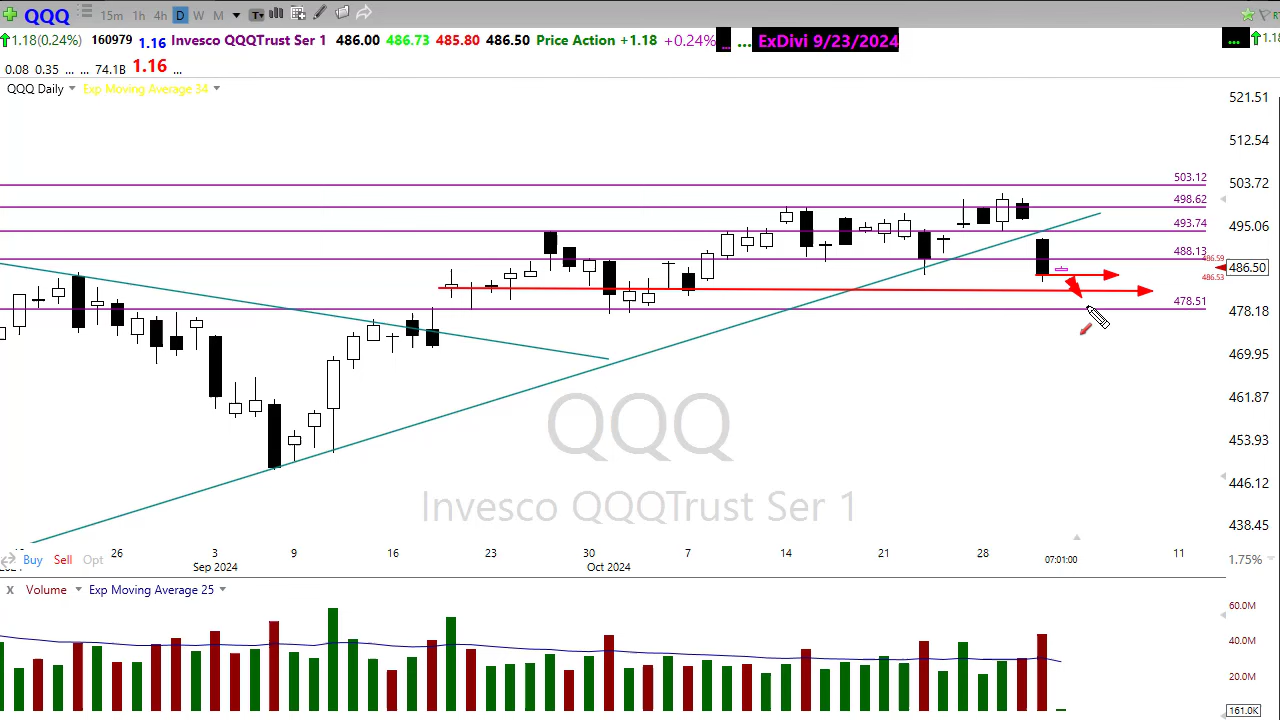 QQQ 15m 1h 4h D W M T
1.18(0.24%) 160979 1.16 Invesco QQQTrust Ser 1 486.00 486.73 485.80 486.50 Price Action +1.18 +0.24% ... ... ExDivi 9/23/2024 ... 1.18
0.08 0.35 ... ... 74.1B 1.16 ...
QQQ Daily Exp Moving Average 34
521.51
512.54
503.12
503.72
498.62
493.74
495.06
488.13
486.59
486.50
486.53
478.51
478.18
469.95
461.87
453.93
446.12
438.45
QQQ
Invesco QQQTrust Ser 1
26 3 9 16 23 30 7 14 21 28 11
Buy Sell Opt 07:01:00 1.75%
Sep 2024 Oct 2024
X Volume Exp Moving Average 25
60.0M
40.0M
20.0M
161.0K